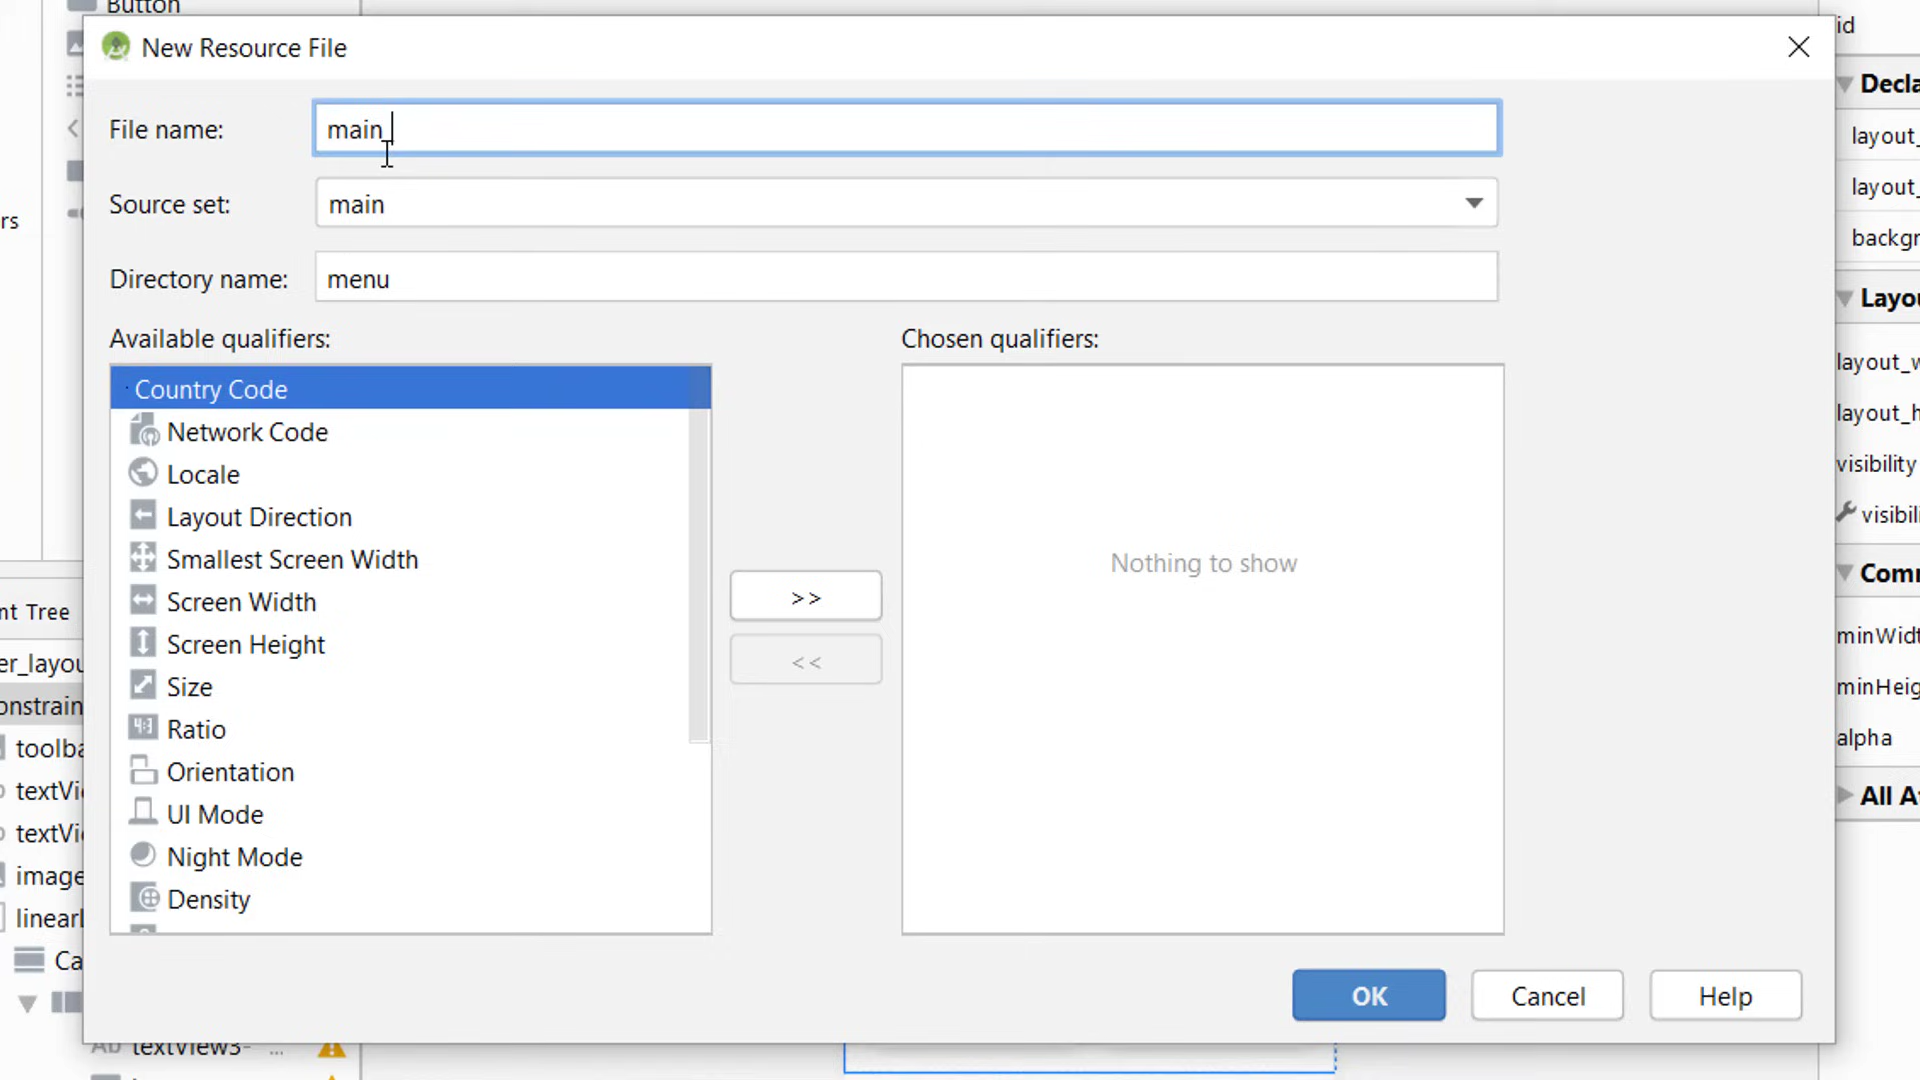 Button
New Resource File
id
Decla
File name:
main_
layout_
layout_
Source set:
main
rs
backgr
Directory name:
menu
Layou
Available qualifiers:
Chosen qualifiers:
layout_w
Country Code
layout_h
Network Code
visibility
Locale
Layout Direction
visibili
Smallest Screen Width
Nothing to show
Comm
Screen Width
>>
nt Tree
minWidt
Screen Height
er_layou
<<
Size
minHeig
onstrain
Ratio
alpha
toolba
Orientation
textVi
All At
UI Mode
textVi
Night Mode
image
Density
linearl
Ca
OK
Cancel
Help
Ab textView3- ...